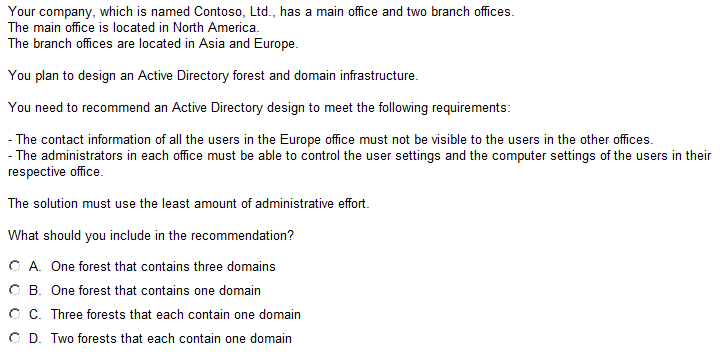 Your company, which is named Contoso, Ltd., has a main office and two branch offices.
The main office is located in North America.
The branch offices are located in Asia and Europe.
You plan to design an Active Directory forest and domain infrastructure.
You need to recommend an Active Directory design to meet the following requirements:
- The contact information of all the users in the Europe office must not be visible to the users in the other offices.
- The administrators in each office must be able to control the user settings and the computer settings of the users in their
respective office.
The solution must use the least amount of administrative effort.
What should you include in the recommendation?
A. One forest that contains three domains
B. One forest that contains one domain
C. Three forests that each contain one domain
D. Two forests that each contain one domain